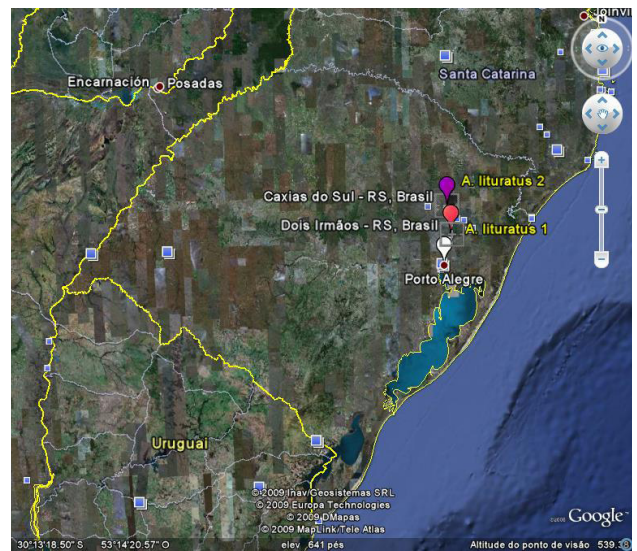 Joinvi
N
Encarnación
Posadas
Santa Catarina
A. lituratus 2
Caxias do Sul - RS, Brasil
Dois Irmãos - RS, Brasil
A. lituratus 1
Porto Alegre
Uruguai
© 2009 Inav/Geosistemas SRL
© 2009 Europa Technologies
© 2009 DMapas
© 2009 MapLink/Tele Atlas
Google
30°13'18.50" S 53°14'20.57" O elev 641 pés Altitude do ponto de visão 539.